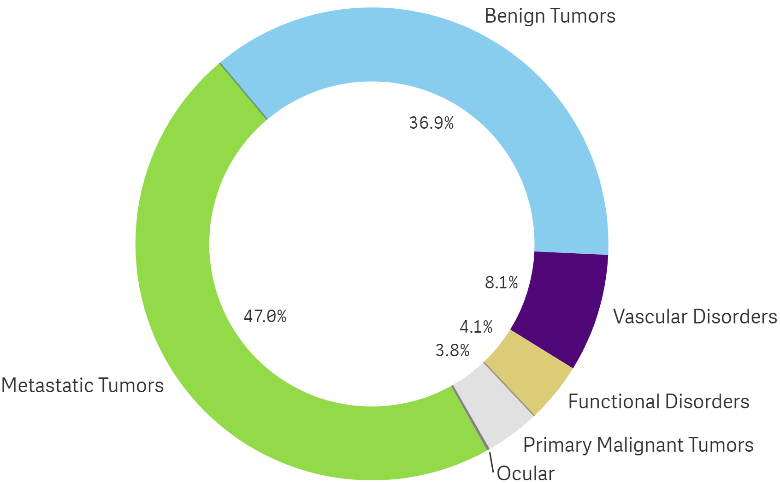 Benign Tumors
36.9%
8.1%
Vascular Disorders
47.0%
4.1%
3.8%
Metastatic Tumors
Functional Disorders
Primary Malignant Tumors
Ocular